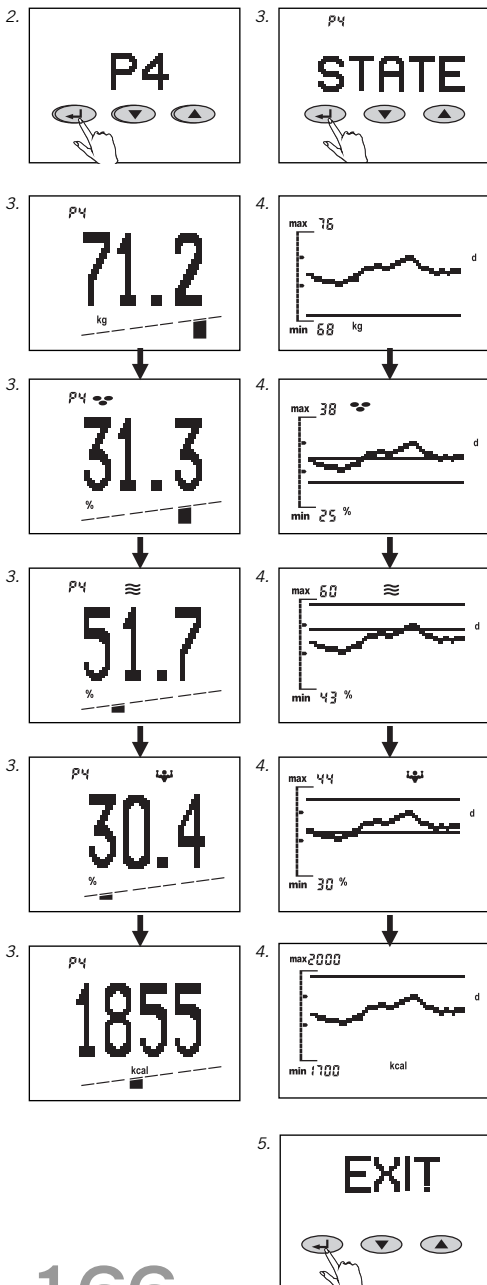 2.
P4
3.
P4
STATE
3.
P4
71.2
kg
4.
max 76
d
min 68 kg
3.
P4
31.3
%
4.
max 38
d
min 25 %
3.
P4
51.7
%
4.
max 60
d
min 43 %
3.
P4
30.4
%
4.
max 44
d
min 30 %
3.
P4
1855
kcal
4.
max 2000
d
min 1700 kcal
5.
EXIT